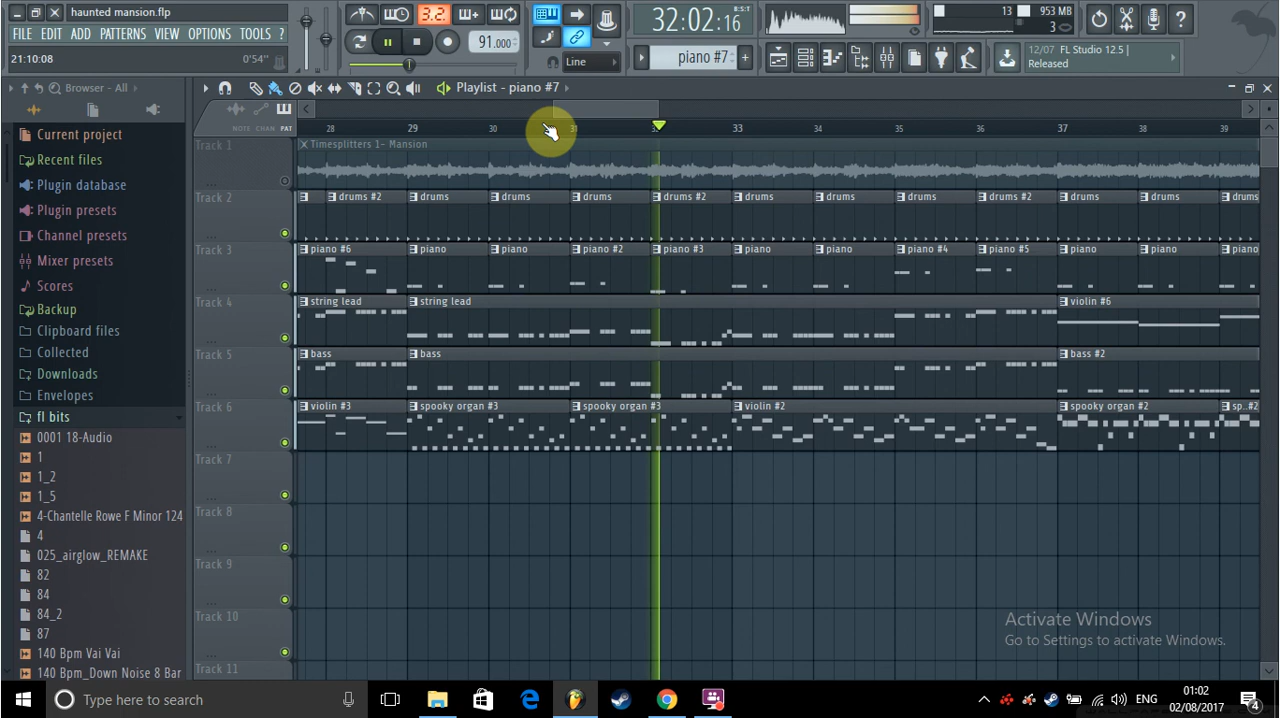 haunted mansion.flp
FILE EDIT ADD PATTERNS VIEW OPTIONS TOOLS ?
21:10:08 0'54"
3.2.
91.000
Line
32:02:16 B:S:T
piano #7
13 953 MB
3
12/07 FL Studio 12.5 |
Released
Browser - All
Playlist - piano #7
NOTE CHAN PAT
28 29 30 31 32 33 34 35 36 37 38 39
Current project
Recent files
Plugin database
Plugin presets
Channel presets
Mixer presets
Scores
Backup
Clipboard files
Collected
Downloads
Envelopes
fl bits
0001 18-Audio
1
1_2
1_5
4-Chantelle Rowe F Minor 124
4
025_airglow_REMAKE
82
84
84_2
87
140 Bpm Vai Vai
140 Bpm_Down Noise 8 Bar
Track 1 Timesplitters 1- Mansion
Track 2 drums #2 drums drums drums drums #2 drums drums drums drums #2 drums drums drums
Track 3 piano #6 piano piano piano #2 piano #3 piano piano piano #4 piano #5 piano piano piano
Track 4 string lead string lead violin #6
Track 5 bass bass bass #2
Track 6 violin #3 spooky organ #3 spooky organ #3 violin #2 spooky organ #2 sp..#2
Track 7
Track 8
Track 9
Track 10
Track 11
Activate Windows
Go to Settings to activate Windows.
Type here to search
ENG
01:02
02/08/2017
4